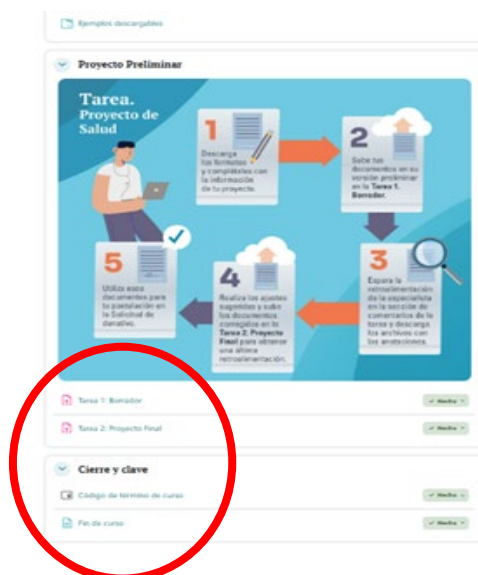 Ejemplos descargables
Proyecto Preliminar
Tarea.
Proyecto de
Salud
1
Descarga
los formatos
y complétalos con
la información
de tu proyecto.
2
Sube tus
documentos en su
versión preliminar
en la Tarea 1.
Borrador.
3
Espera la
retroalimentación
de la especialista
en la sección de
comentarios de la
tarea y descarga
los archivos con
las anotaciones.
4
Realiza los ajustes
sugeridos y sube
los documentos
corregidos en la
Tarea 2: Proyecto
Final para obtener
una última
retroalimentación.
5
Utiliza esos
documentos para
tu postulación en
la Solicitud de
donativo.
Tarea 1: Borrador
Hecho
Tarea 2: Proyecto Final
Hecho
Cierre y clave
Código de término de curso
Hecho
Fin de curso
Hecho